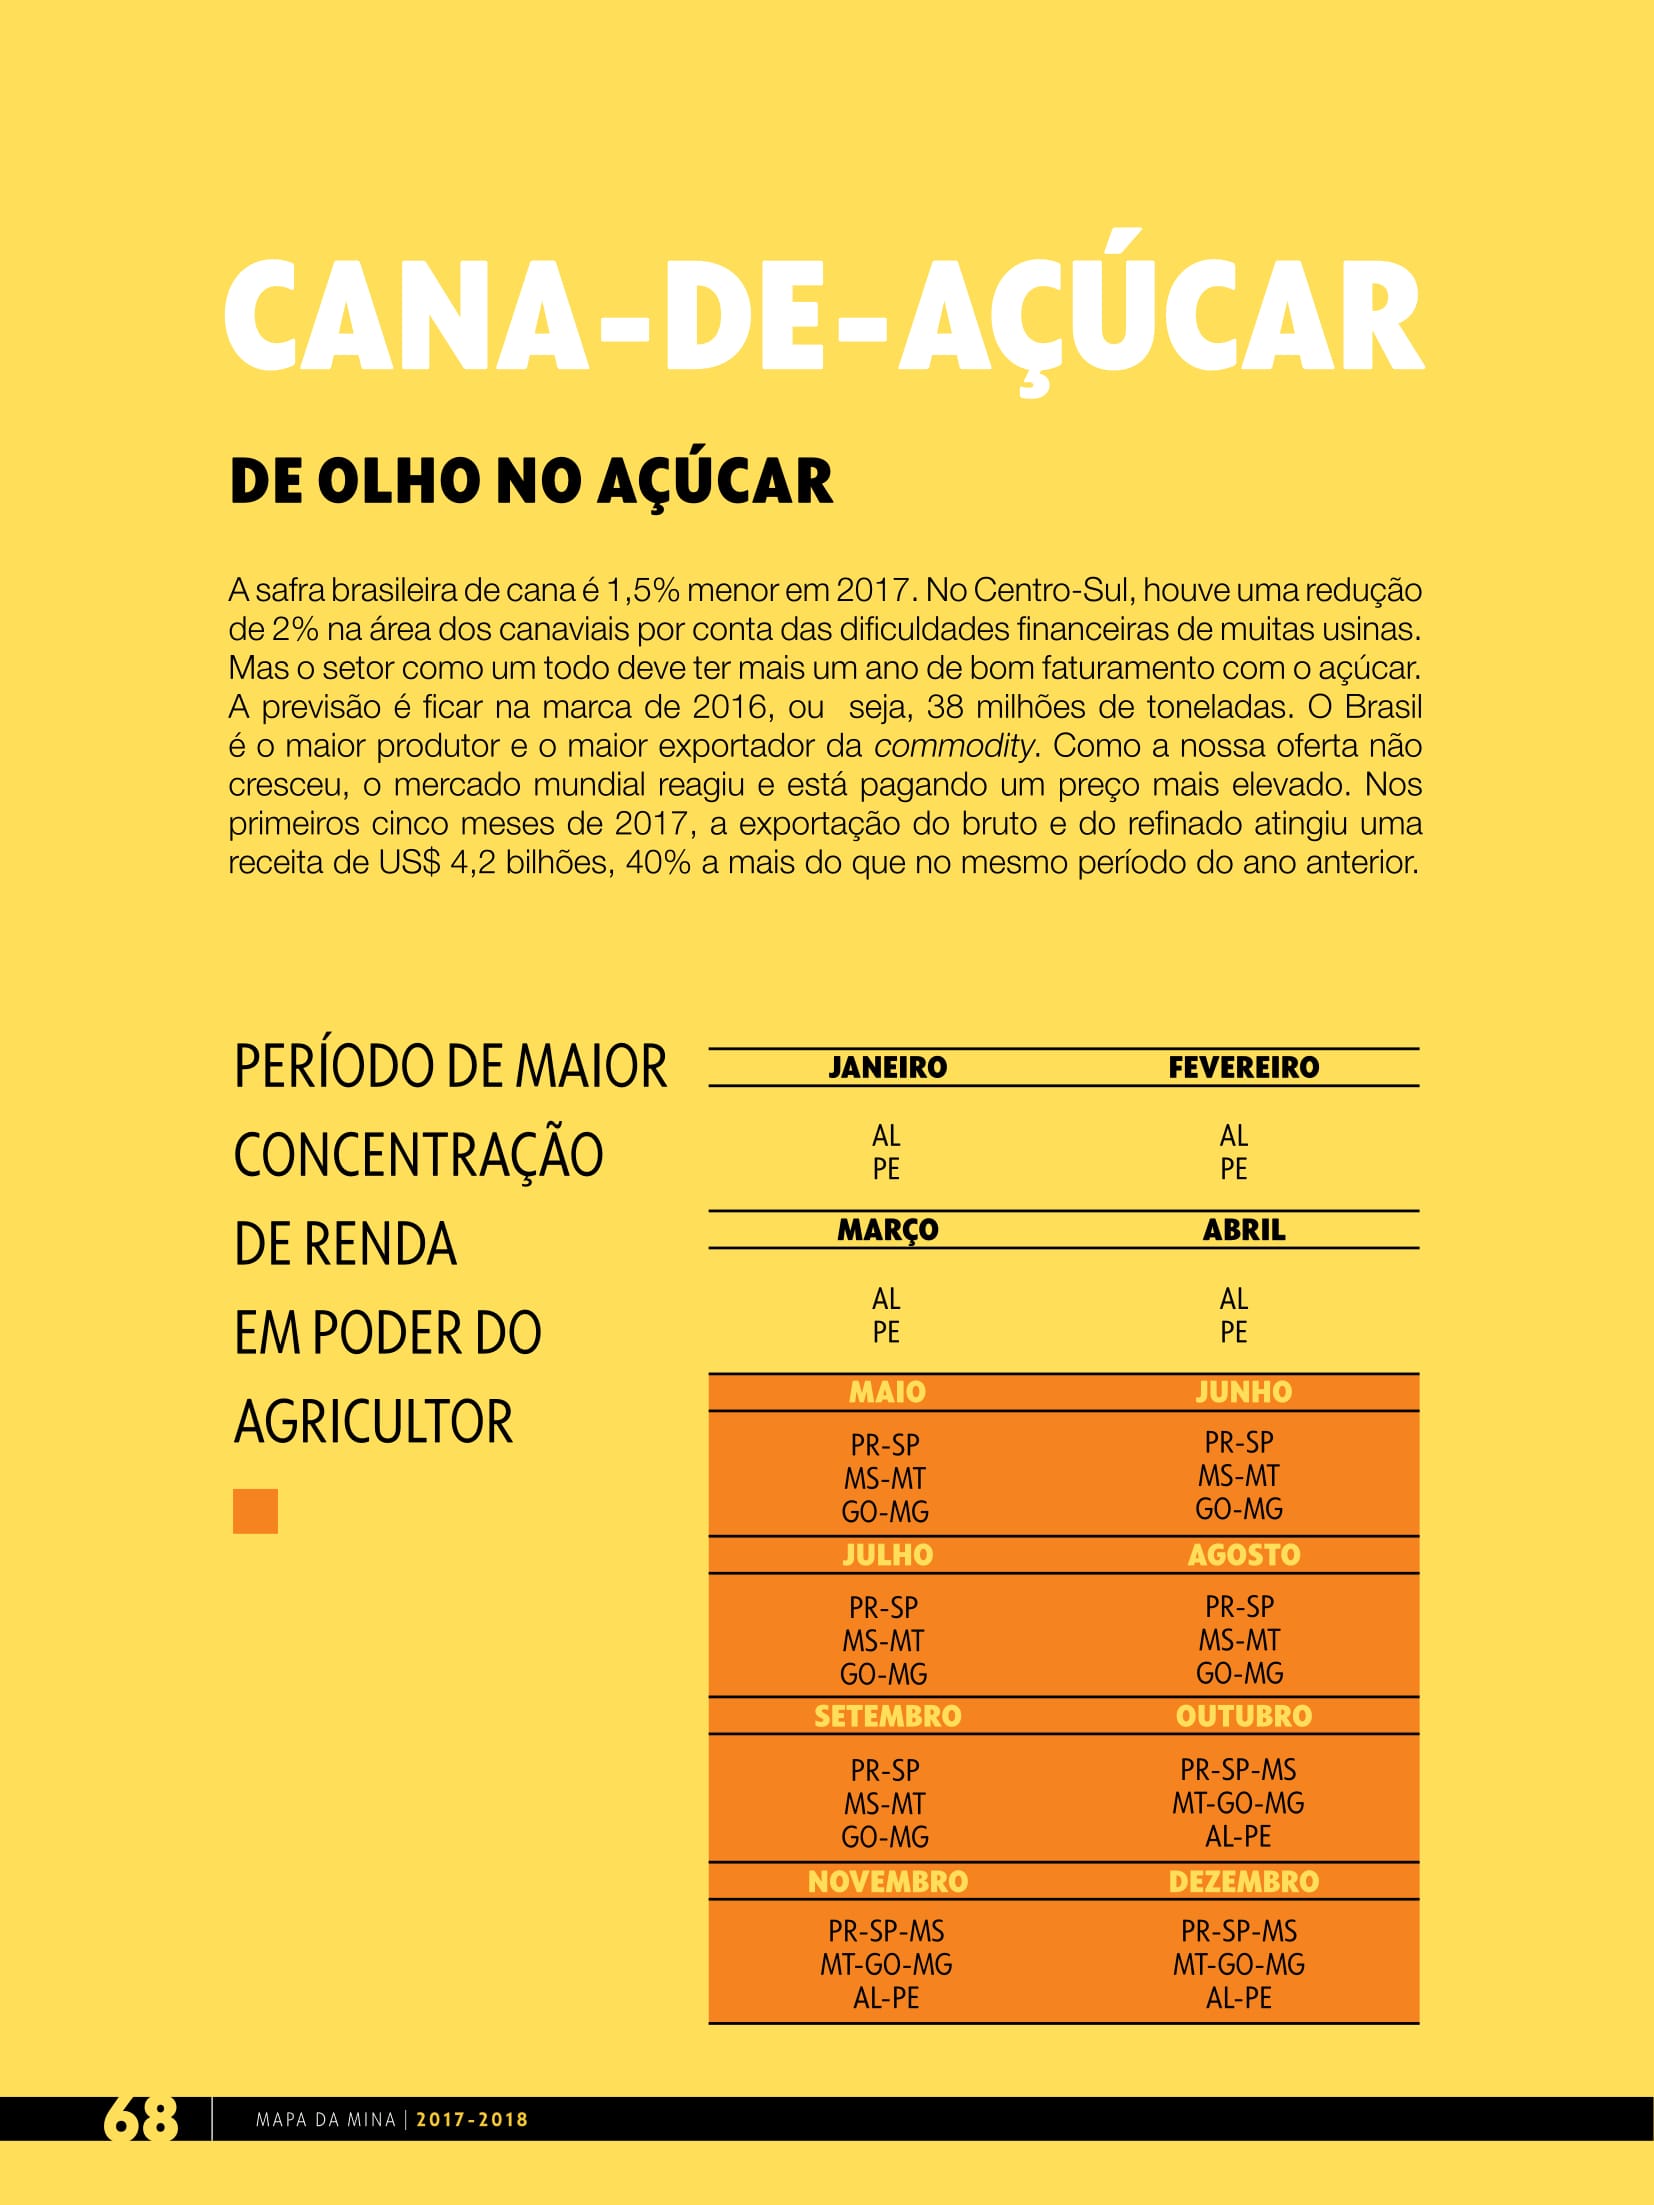 CANA-DE-AÇÚCAR
DE OLHO NO AÇÚCAR
A safra brasileira de cana é 1,5% menor em 2017. No Centro-Sul, houve uma redução
de 2% na área dos canaviais por conta das dificuldades financeiras de muitas usinas.
Mas o setor como um todo deve ter mais um ano de bom faturamento com o açúcar.
A previsão é ficar na marca de 2016, ou seja, 38 milhões de toneladas. O Brasil
é o maior produtor e o maior exportador da commodity. Como a nossa oferta não
cresceu, o mercado mundial reagiu e está pagando um preço mais elevado. Nos
primeiros cinco meses de 2017, a exportação do bruto e do refinado atingiu uma
receita de US$ 4,2 bilhões, 40% a mais do que no mesmo período do ano anterior.
PERÍODO DE MAIOR
CONCENTRAÇÃO
DE RENDA
EM PODER DO
AGRICULTOR
JANEIRO FEVEREIRO
AL AL
PE PE
MARÇO ABRIL
AL AL
PE PE
MAIO JUNHO
PR-SP PR-SP
MS-MT MS-MT
GO-MG GO-MG
JULHO AGOSTO
PR-SP PR-SP
MS-MT MS-MT
GO-MG GO-MG
SETEMBRO OUTUBRO
PR-SP PR-SP-MS
MS-MT MT-GO-MG
GO-MG AL-PE
NOVEMBRO DEZEMBRO
PR-SP-MS PR-SP-MS
MT-GO-MG MT-GO-MG
AL-PE AL-PE
68 MAPA DA MINA | 2017-2018